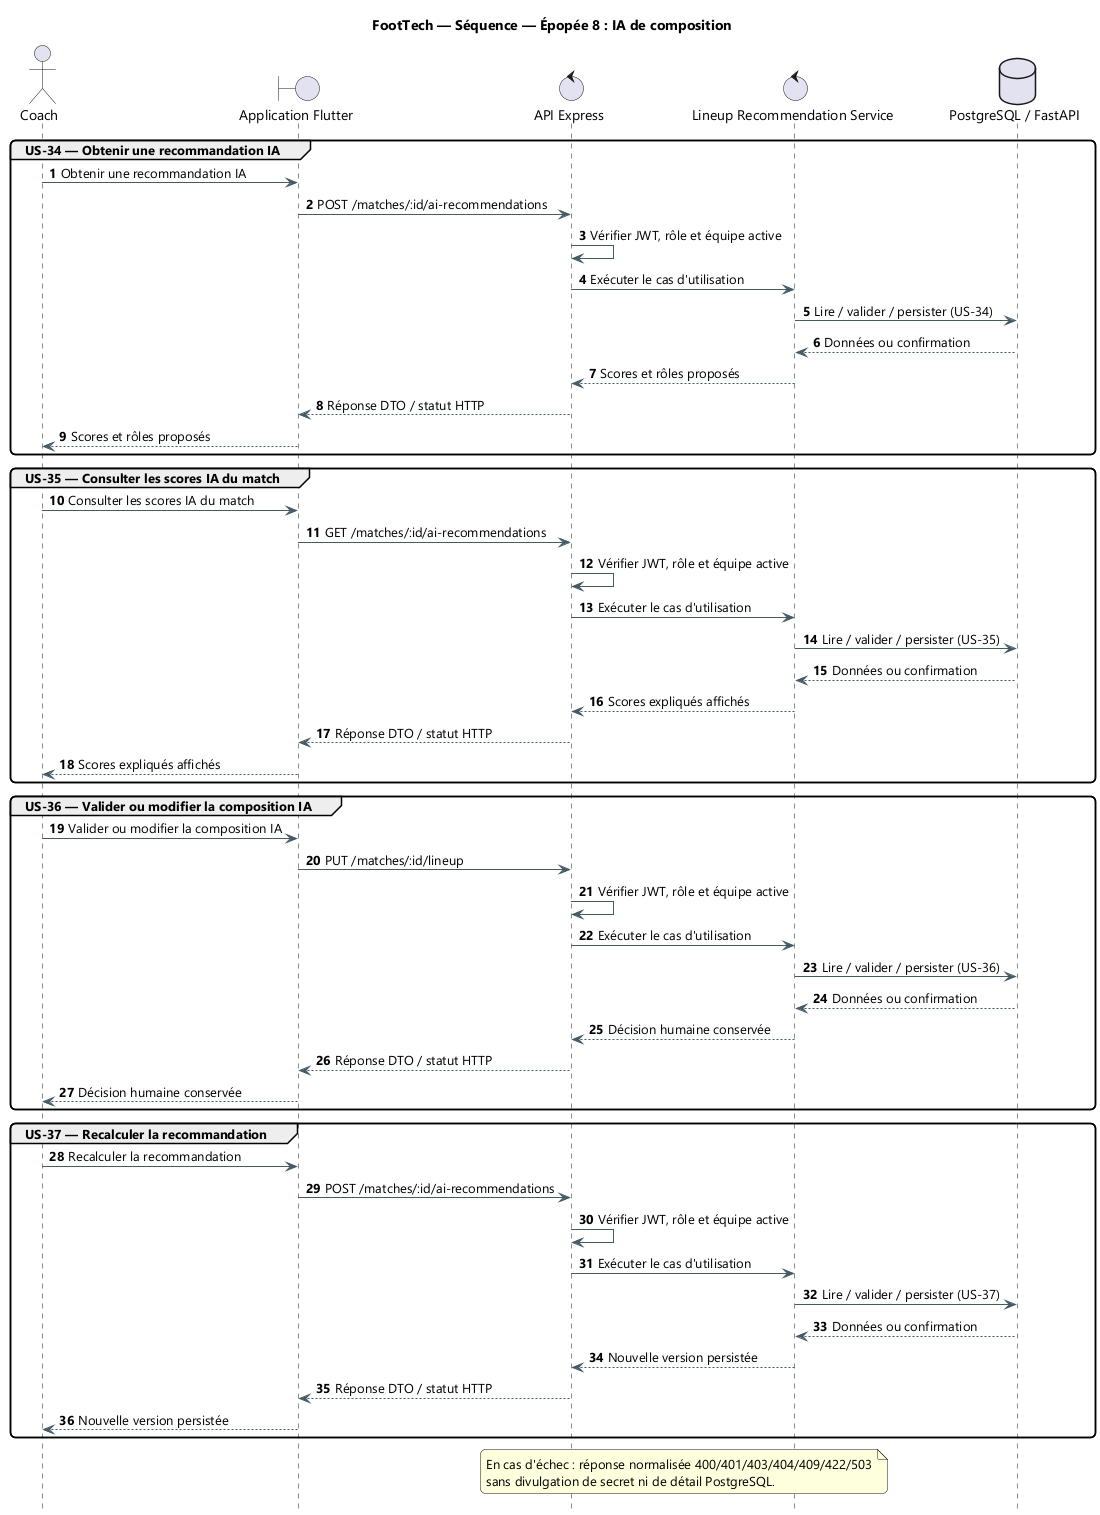 FootTech — Séquence — Épopée 8 : IA de composition
Coach
Application Flutter
API Express
Lineup Recommendation Service
PostgreSQL / FastAPI
US-34 — Obtenir une recommandation IA
1 Obtenir une recommandation IA
2 POST /matches/:id/ai-recommendations
3 Vérifier JWT, rôle et équipe active
4 Exécuter le cas d'utilisation
5 Lire / valider / persister (US-34)
6 Données ou confirmation
7 Scores et rôles proposés
8 Réponse DTO / statut HTTP
9 Scores et rôles proposés
US-35 — Consulter les scores IA du match
10 Consulter les scores IA du match
11 GET /matches/:id/ai-recommendations
12 Vérifier JWT, rôle et équipe active
13 Exécuter le cas d'utilisation
14 Lire / valider / persister (US-35)
15 Données ou confirmation
16 Scores expliqués affichés
17 Réponse DTO / statut HTTP
18 Scores expliqués affichés
US-36 — Valider ou modifier la composition IA
19 Valider ou modifier la composition IA
20 PUT /matches/:id/lineup
21 Vérifier JWT, rôle et équipe active
22 Exécuter le cas d'utilisation
23 Lire / valider / persister (US-36)
24 Données ou confirmation
25 Décision humaine conservée
26 Réponse DTO / statut HTTP
27 Décision humaine conservée
US-37 — Recalculer la recommandation
28 Recalculer la recommandation
29 POST /matches/:id/ai-recommendations
30 Vérifier JWT, rôle et équipe active
31 Exécuter le cas d'utilisation
32 Lire / valider / persister (US-37)
33 Données ou confirmation
34 Nouvelle version persistée
35 Réponse DTO / statut HTTP
36 Nouvelle version persistée
En cas d'échec : réponse normalisée 400/401/403/404/409/422/503
sans divulgation de secret ni de détail PostgreSQL.